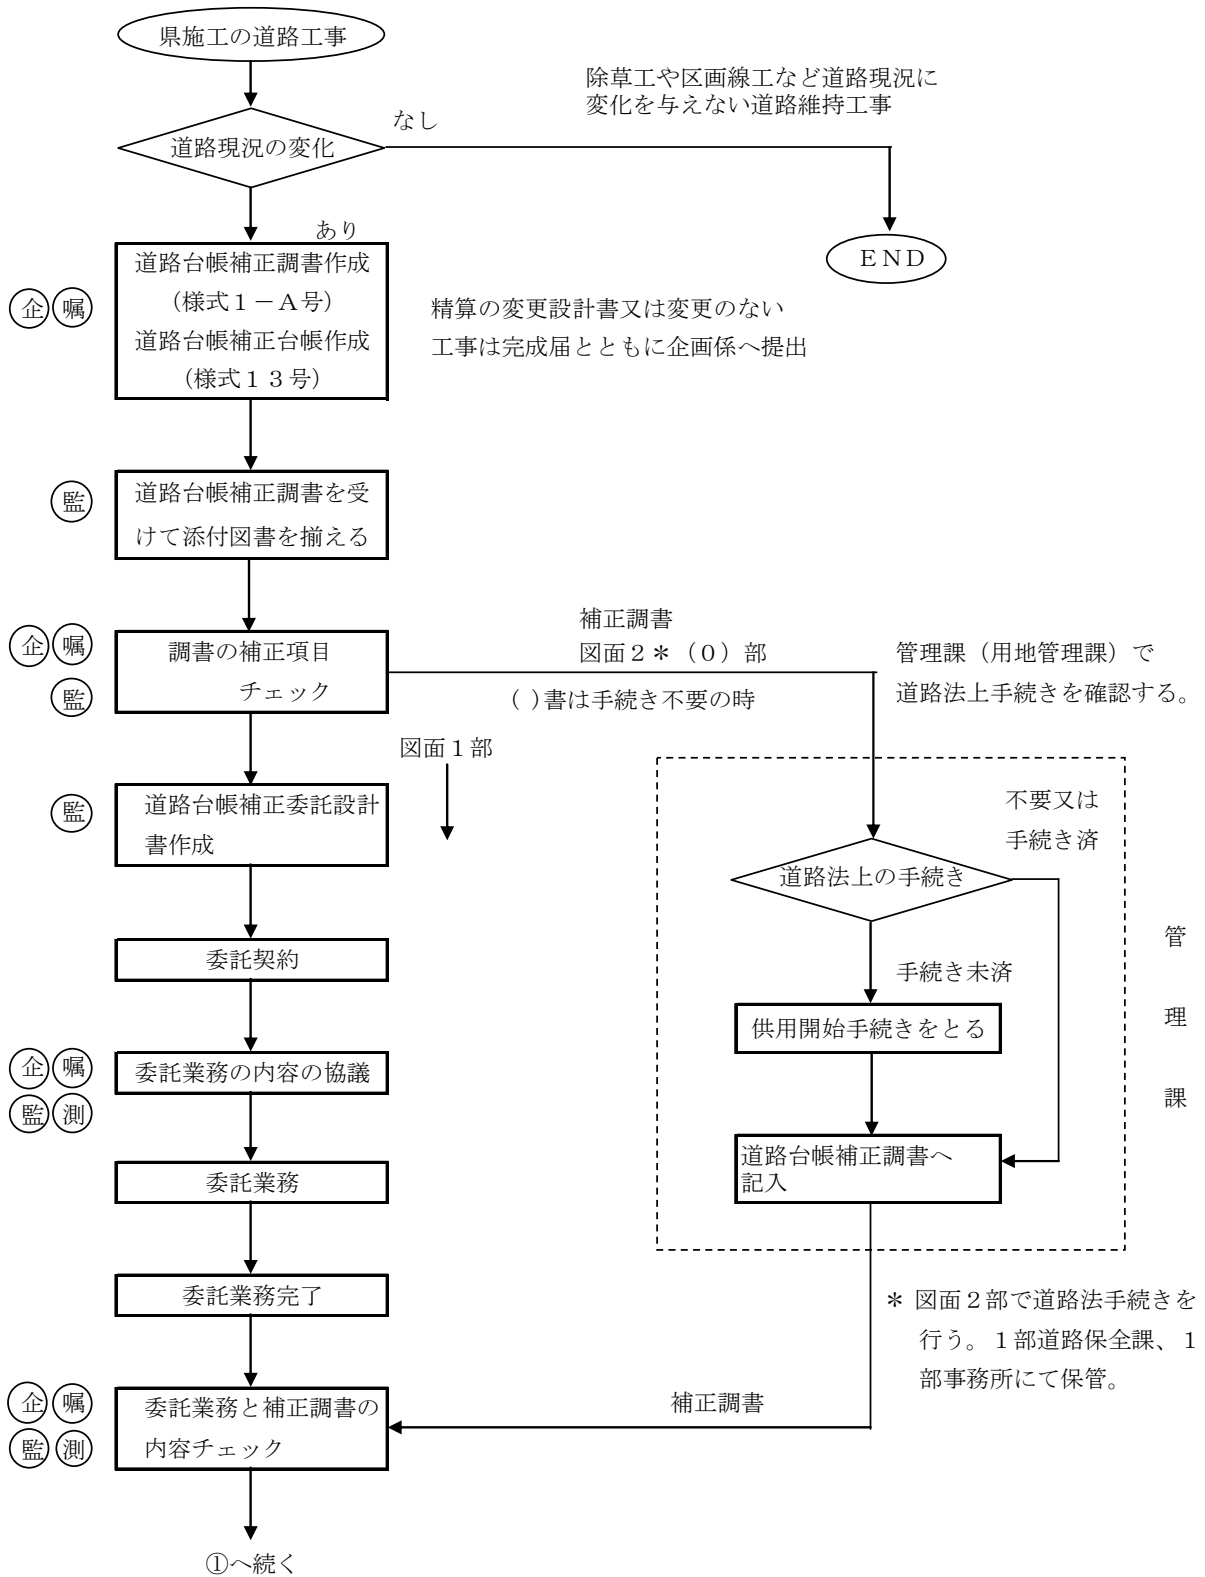 県施工の道路工事
除草工や区画線工など道路現況に
変化を与えない道路維持工事
なし
道路現況の変化
あり
END
道路台帳補正調書作成
(様式１－Ａ号)
道路台帳補正台帳作成
(様式１３号)
企 嘱
精算の変更設計書又は変更のない
工事は完成届とともに企画係へ提出
監
道路台帳補正調書を受
けて添付図書を揃える
企 嘱
監
調書の補正項目
チェック
補正調書
図面２＊（０）部
( )書は手続き不要の時
管理課（用地管理課）で
道路法上手続きを確認する。
図面１部
監
道路台帳補正委託設計
書作成
不要又は
手続き済
道路法上の手続き
管
理
課
委託契約
手続き未済
供用開始手続きをとる
企 嘱
監 測
委託業務の内容の協議
道路台帳補正調書へ
記入
委託業務
委託業務完了
＊ 図面２部で道路法手続きを
行う。１部道路保全課、１
部事務所にて保管。
補正調書
企 嘱
監 測
委託業務と補正調書の
内容チェック
①へ続く